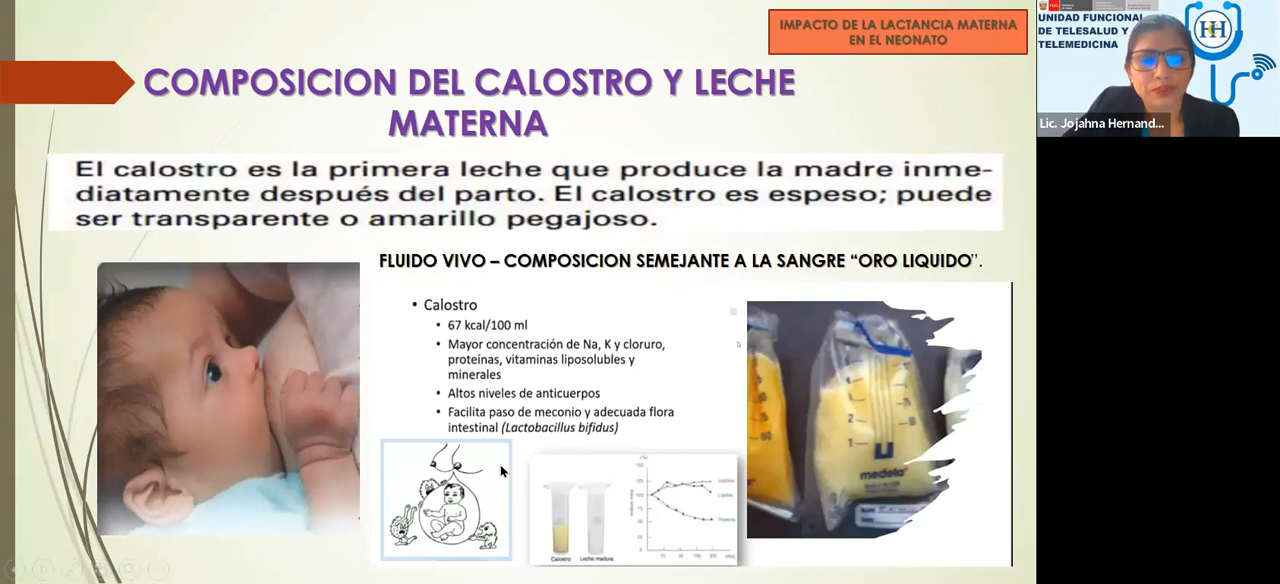 IMPACTO DE LA LACTANCIA MATERNA
EN EL NEONATO
COMPOSICION DEL CALOSTRO Y LECHE
MATERNA
El calostro es la primera leche que produce la madre inme-
diatamente después del parto. El calostro es espeso; puede
ser transparente o amarillo pegajoso.
FLUIDO VIVO – COMPOSICION SEMEJANTE A LA SANGRE “ORO LIQUIDO’’.
• Calostro
• 67 kcal/100 ml
• Mayor concentración de Na, K y cloruro,
proteínas, vitaminas liposolubles y
minerales
• Altos niveles de anticuerpos
• Facilita paso de meconio y adecuada flora
intestinal (Lactobacillus bifidus)
Calostro
Leche madura
medela
UNIDAD FUNCIONAL
DE TELESALUD Y
TELEMEDICINA
Lic. Jojahna Hernand...